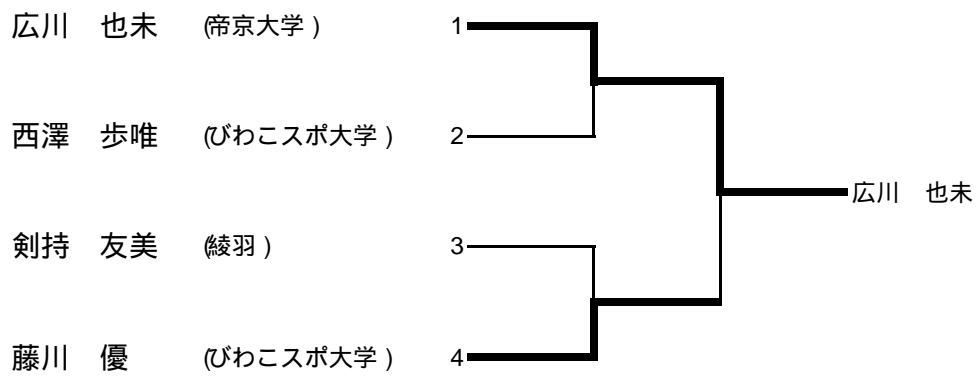 広川　也未　(帝京大学)　1
西澤　歩唯　(びわこスポ大学)　2
広川　也未
剣持　友美　(綾羽)　3
藤川　優　(びわこスポ大学)　4